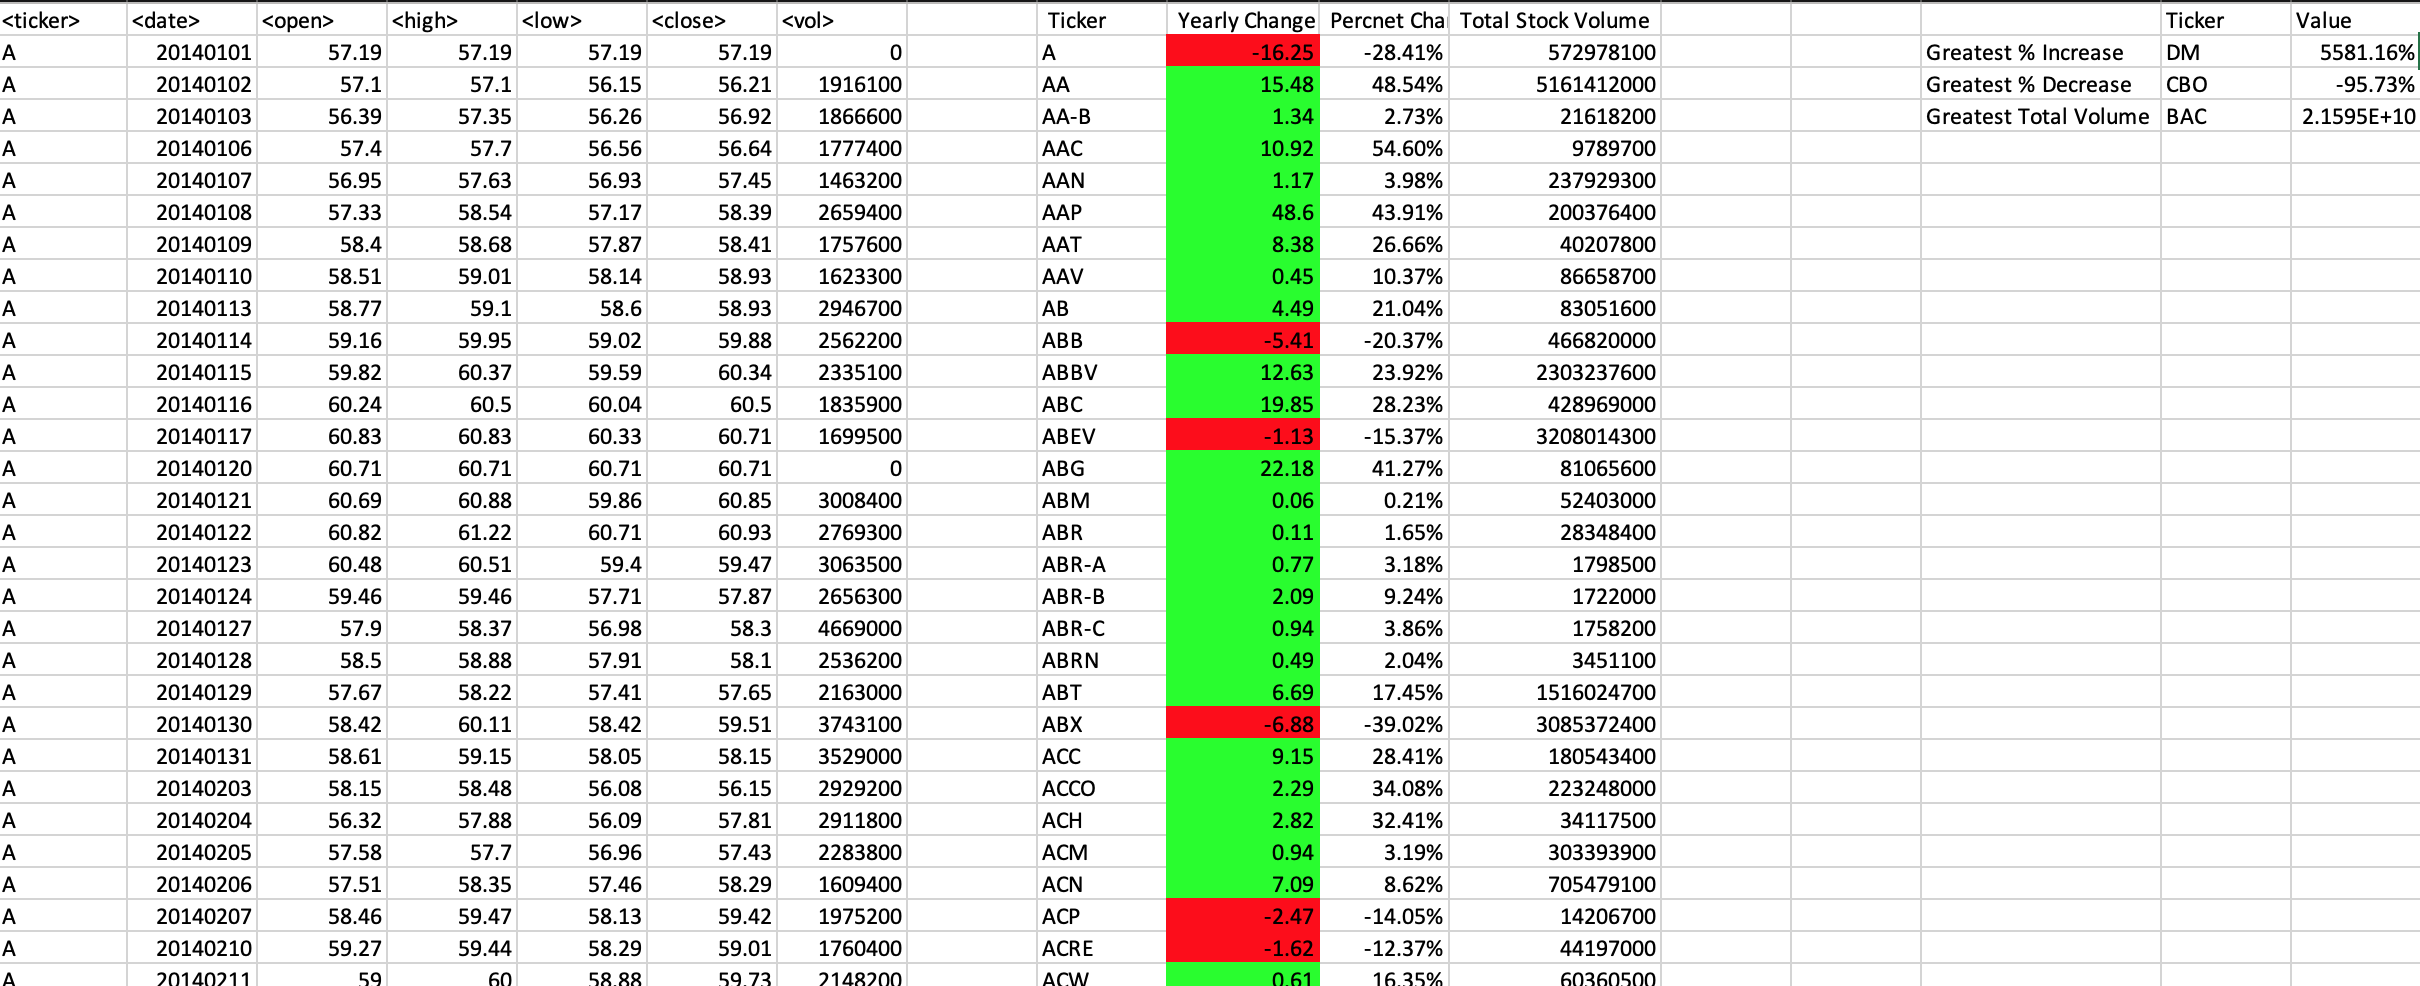 <ticker> <date> <open> <high> <low> <close> <vol> Ticker Yearly Change Percnet Cha Total Stock Volume Ticker Value
A 20140101 57.19 57.19 57.19 57.19 0 A -16.25 -28.41% 572978100 Greatest % Increase DM 5581.16%
A 20140102 57.1 57.1 56.15 56.21 1916100 AA 15.48 48.54% 5161412000 Greatest % Decrease CBO -95.73%
A 20140103 56.39 57.35 56.26 56.92 1866600 AA-B 1.34 2.73% 21618200 Greatest Total Volume BAC 2.1595E+10
A 20140106 57.4 57.7 56.56 56.64 1777400 AAC 10.92 54.60% 9789700
A 20140107 56.95 57.63 56.93 57.45 1463200 AAN 1.17 3.98% 237929300
A 20140108 57.33 58.54 57.17 58.39 2659400 AAP 48.6 43.91% 200376400
A 20140109 58.4 58.68 57.87 58.41 1757600 AAT 8.38 26.66% 40207800
A 20140110 58.51 59.01 58.14 58.93 1623300 AAV 0.45 10.37% 86658700
A 20140113 58.77 59.1 58.6 58.93 2946700 AB 4.49 21.04% 83051600
A 20140114 59.16 59.95 59.02 59.88 2562200 ABB -5.41 -20.37% 466820000
A 20140115 59.82 60.37 59.59 60.34 2335100 ABBV 12.63 23.92% 2303237600
A 20140116 60.24 60.5 60.04 60.5 1835900 ABC 19.85 28.23% 428969000
A 20140117 60.83 60.83 60.33 60.71 1699500 ABEV -1.13 -15.37% 3208014300
A 20140120 60.71 60.71 60.71 60.71 0 ABG 22.18 41.27% 81065600
A 20140121 60.69 60.88 59.86 60.85 3008400 ABM 0.06 0.21% 52403000
A 20140122 60.82 61.22 60.71 60.93 2769300 ABR 0.11 1.65% 28348400
A 20140123 60.48 60.51 59.4 59.47 3063500 ABR-A 0.77 3.18% 1798500
A 20140124 59.46 59.46 57.71 57.87 2656300 ABR-B 2.09 9.24% 1722000
A 20140127 57.9 58.37 56.98 58.3 4669000 ABR-C 0.94 3.86% 1758200
A 20140128 58.5 58.88 57.91 58.1 2536200 ABRN 0.49 2.04% 3451100
A 20140129 57.67 58.22 57.41 57.65 2163000 ABT 6.69 17.45% 1516024700
A 20140130 58.42 60.11 58.42 59.51 3743100 ABX -6.88 -39.02% 3085372400
A 20140131 58.61 59.15 58.05 58.15 3529000 ACC 9.15 28.41% 180543400
A 20140203 58.15 58.48 56.08 56.15 2929200 ACCO 2.29 34.08% 223248000
A 20140204 56.32 57.88 56.09 57.81 2911800 ACH 2.82 32.41% 34117500
A 20140205 57.58 57.7 56.96 57.43 2283800 ACM 0.94 3.19% 303393900
A 20140206 57.51 58.35 57.46 58.29 1609400 ACN 7.09 8.62% 705479100
A 20140207 58.46 59.47 58.13 59.42 1975200 ACP -2.47 -14.05% 14206700
A 20140210 59.27 59.44 58.29 59.01 1760400 ACRE -1.62 -12.37% 44197000
A 20140211 59 60 58.88 59.73 2148200 ACW 0.61 16.35% 60360500